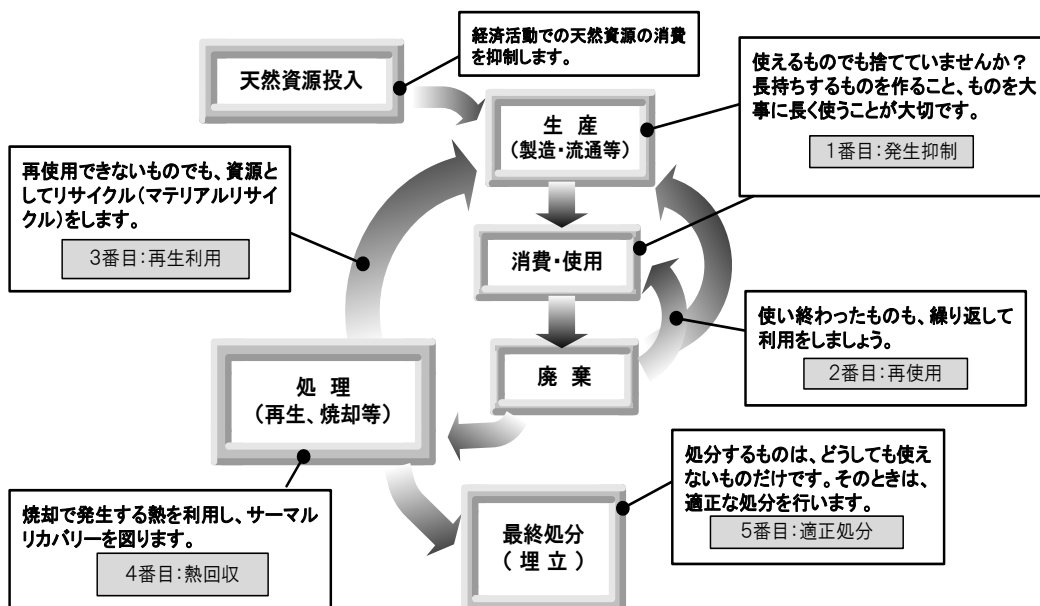 経済活動での天然資源の消費
を抑制します。
天然資源投入
使えるものでも捨てていませんか？
長持ちするものを作ること、ものを大
事に長く使うことが大切です。
1番目：発生抑制
生 産
（製造・流通等）
再使用できないものでも、資源と
してリサイクル（マテリアルリサイ
クル）をします。
3番目：再生利用
消費・使用
使い終わったものも、繰り返して
利用をしましょう。
2番目：再使用
廃 棄
処 理
（再生、焼却等）
処分するものは、どうしても使え
ないものだけです。そのときは、
適正な処分を行います。
5番目：適正処分
焼却で発生する熱を利用し、サーマル
リカバリーを図ります。
4番目：熱回収
最終処分
（ 埋 立 ）